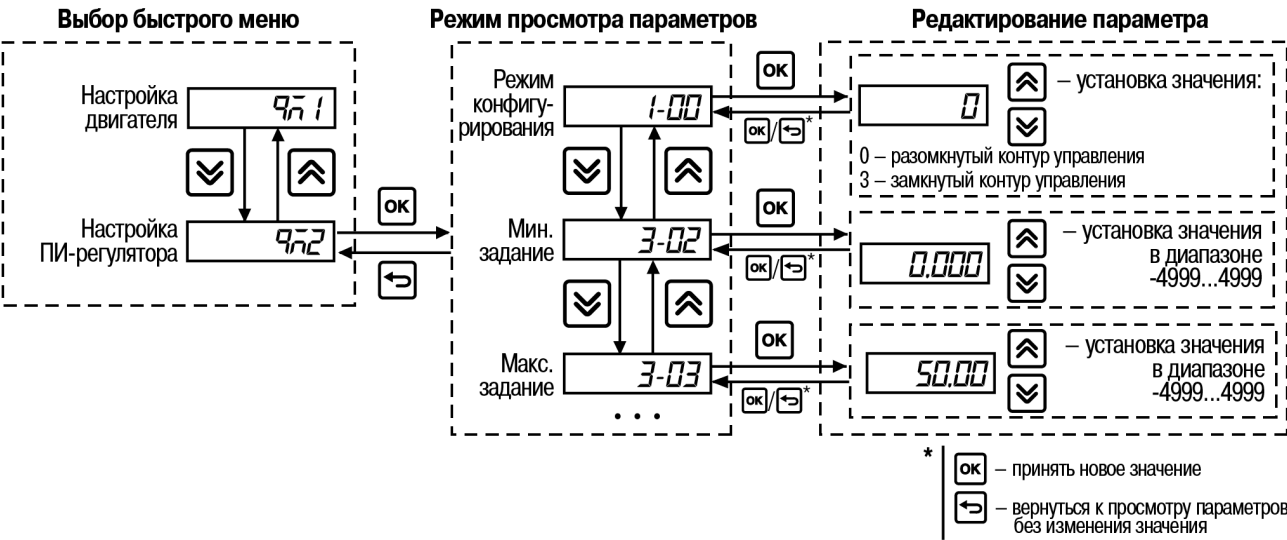 Выбор быстрого меню
Режим просмотра параметров
Редактирование параметра
Настройка
двигателя
qn 1
Настройка
ПИ-регулятора
qn2
OK
Режим
конфигу-
рирования
1-00
OK
OK/ *
0
– установка значения:
0 – разомкнутый контур управления
3 – замкнутый контур управления
Мин.
задание
3-02
OK
OK/ *
0.000
– установка значения
в диапазоне
-4999...4999
Макс.
задание
3-03
OK
OK/ *
50.00
– установка значения
в диапазоне
-4999...4999
. . .
*
OK – принять новое значение
– вернуться к просмотру параметров
без изменения значения